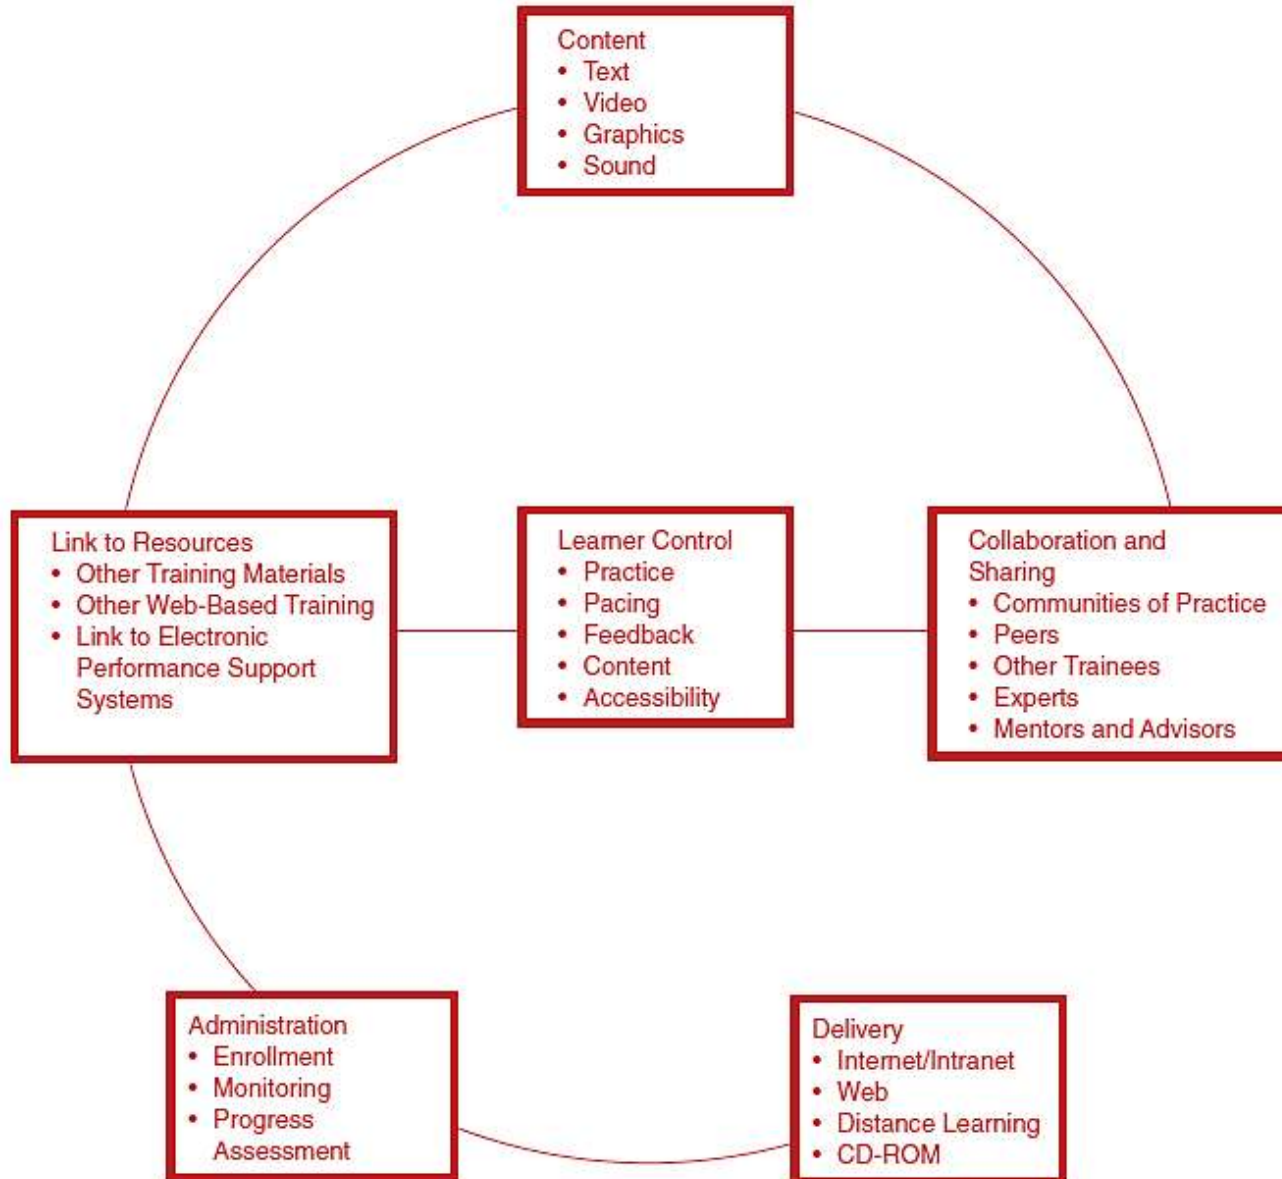 Content
• Text
• Video
• Graphics
• Sound
Link to Resources
• Other Training Materials
• Other Web-Based Training
• Link to Electronic
Performance Support
Systems
Learner Control
• Practice
• Pacing
• Feedback
• Content
• Accessibility
Collaboration and
Sharing
• Communities of Practice
• Peers
• Other Trainees
• Experts
• Mentors and Advisors
Administration
• Enrollment
• Monitoring
• Progress
Assessment
Delivery
• Internet/Intranet
• Web
• Distance Learning
• CD-ROM